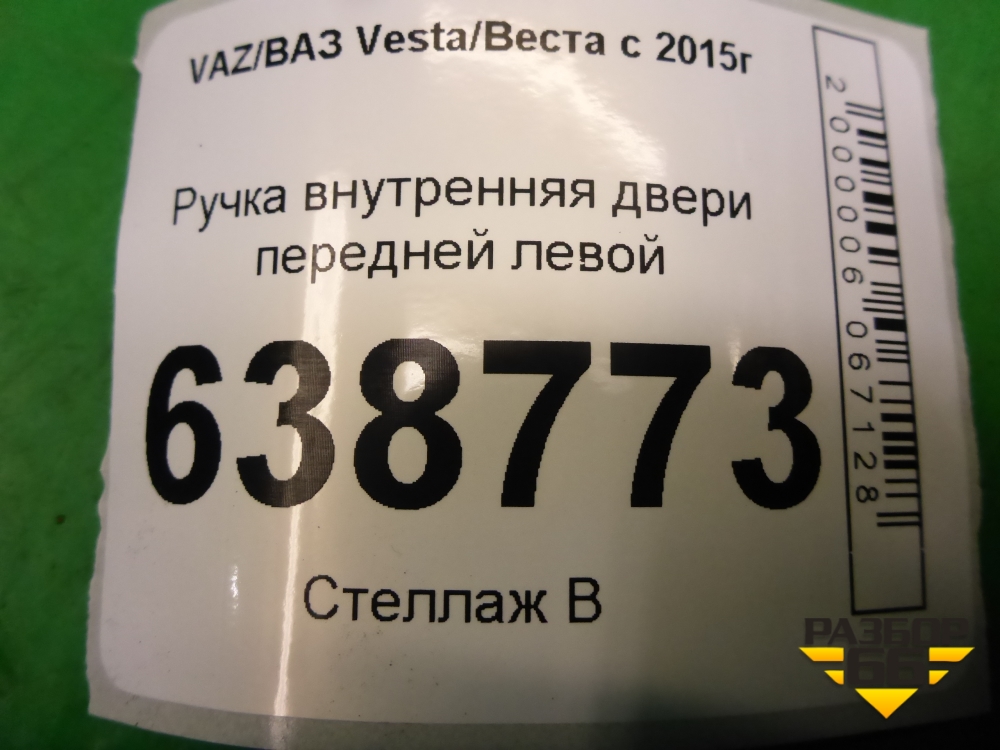 VAZ/ВАЗ Vesta/Веста с 2015г
Ручка внутренняя двери
передней левой
638773
Стеллаж В
2000006067128
РАЗБОР
66